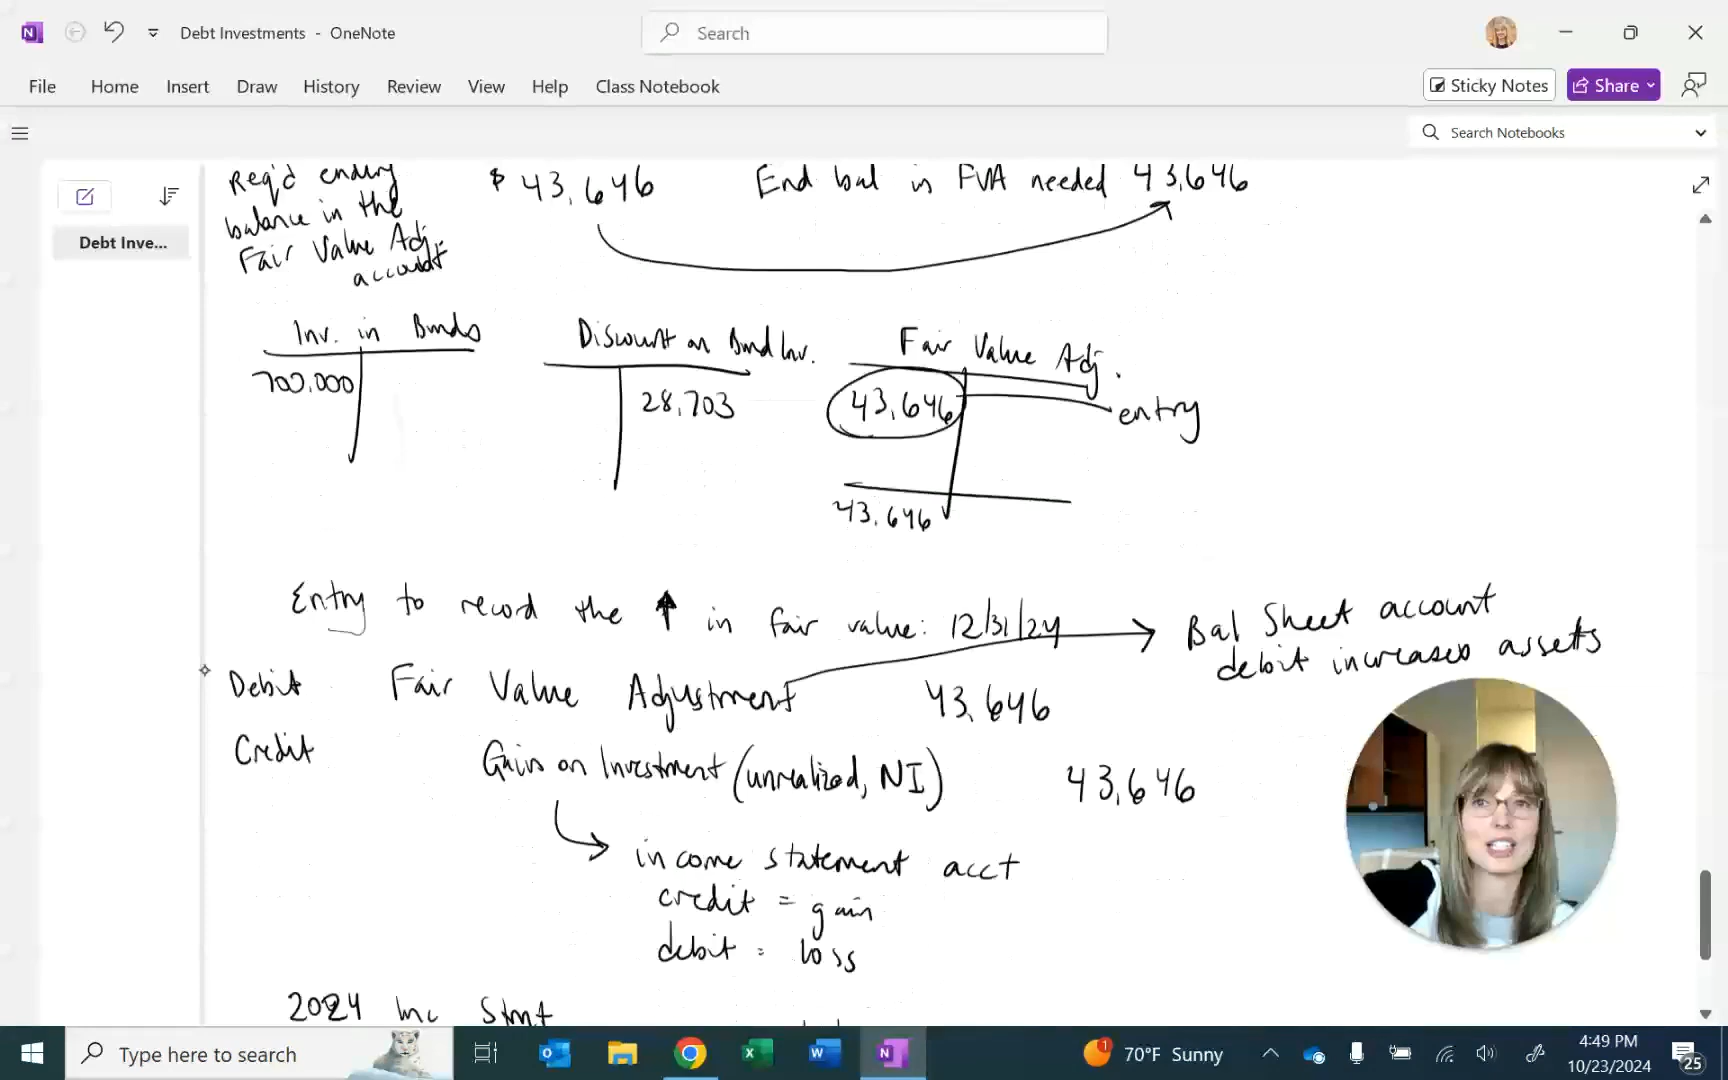 Debt Investments - OneNote
Search
File Home Insert Draw History Review View Help Class Notebook
Sticky Notes
Share
Search Notebooks
Debt Inve...
Req'd ending
balance in the
Fair Value Adj.
account
$ 43,646
End bal in FVA needed 43,646
Inv. in Bonds
700,000
Discount on Bond Inv.
28,703
Fair Value Adj.
43,646
entry
43,646
Entry to record the ↑ in fair value: 12/31/24
Bal Sheet account
debit increases assets
Debit Fair Value Adjustment 43,646
Credit Gain on Investment (unrealized, NI) 43,646
income statement acct
credit = gain
debit = loss
2024 Inc Stmt
Type here to search
1
70°F Sunny
4:49 PM
10/23/2024
25